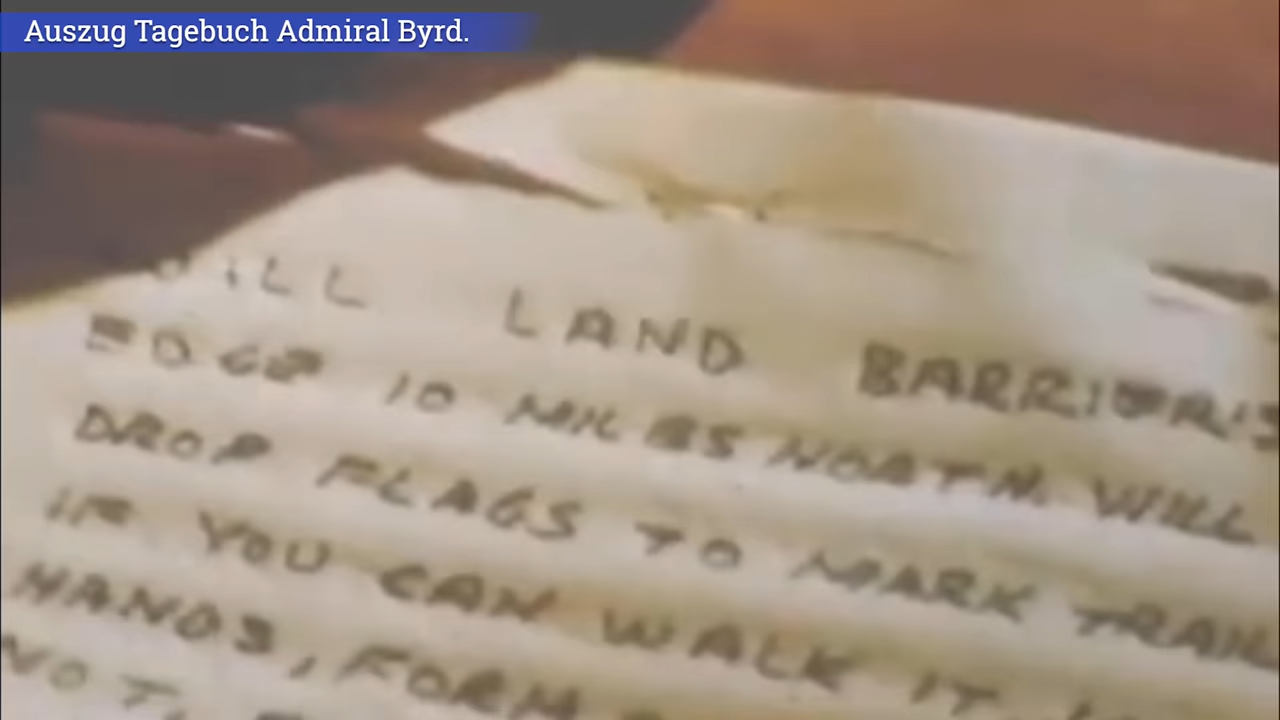 Auszug Tagebuch Admiral Byrd.
LAND BARRIER'S
EDGE 10 MILES NORTH. WILL
DROP FLAGS TO MARK TRAIL
IF YOU CAN WALK IT.
HANDS, FORM
NOT,